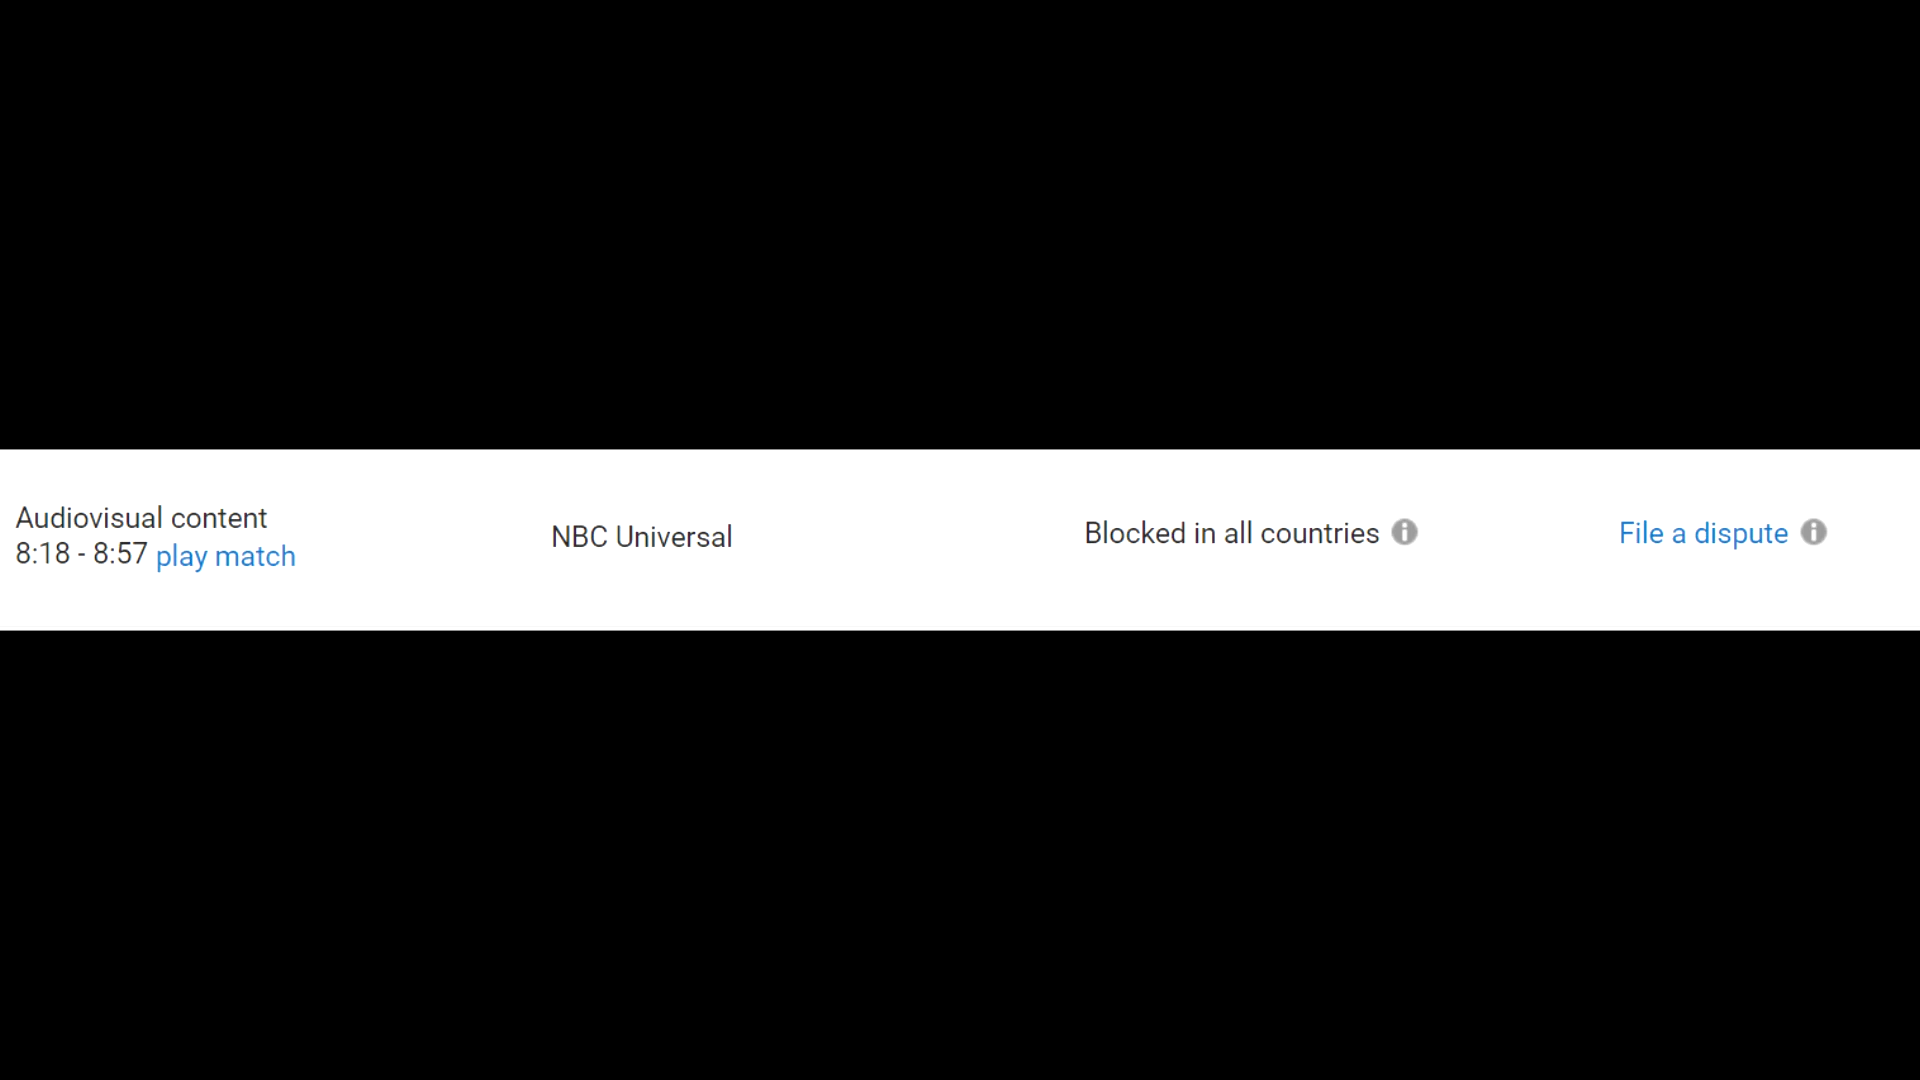 Audiovisual content
8:18 - 8:57 play match
NBC Universal
Blocked in all countries
File a dispute